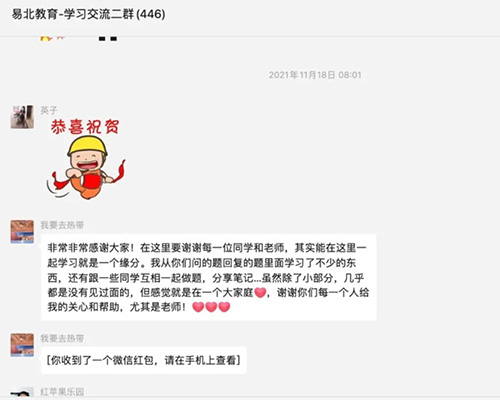 易北教育-学习交流二群(446)
2021年11月18日 08:01
英子
恭喜祝贺
我要去热带
非常非常感谢大家！在这里要谢谢每一位同学和老师，其实能在这里一
起学习就是一个缘分。我从你们问的题回复的题里面学习了不少的东
西，还有跟一些同学互相一起做题，分享笔记...虽然除了小部分，几乎
都是没有见过面的，但感觉就是在一个大家庭❤️，谢谢你们每一个人给
我的关心和帮助，尤其是老师！❤️❤️❤️
我要去热带
[你收到了一个微信红包，请在手机上查看]
红苹果乐园